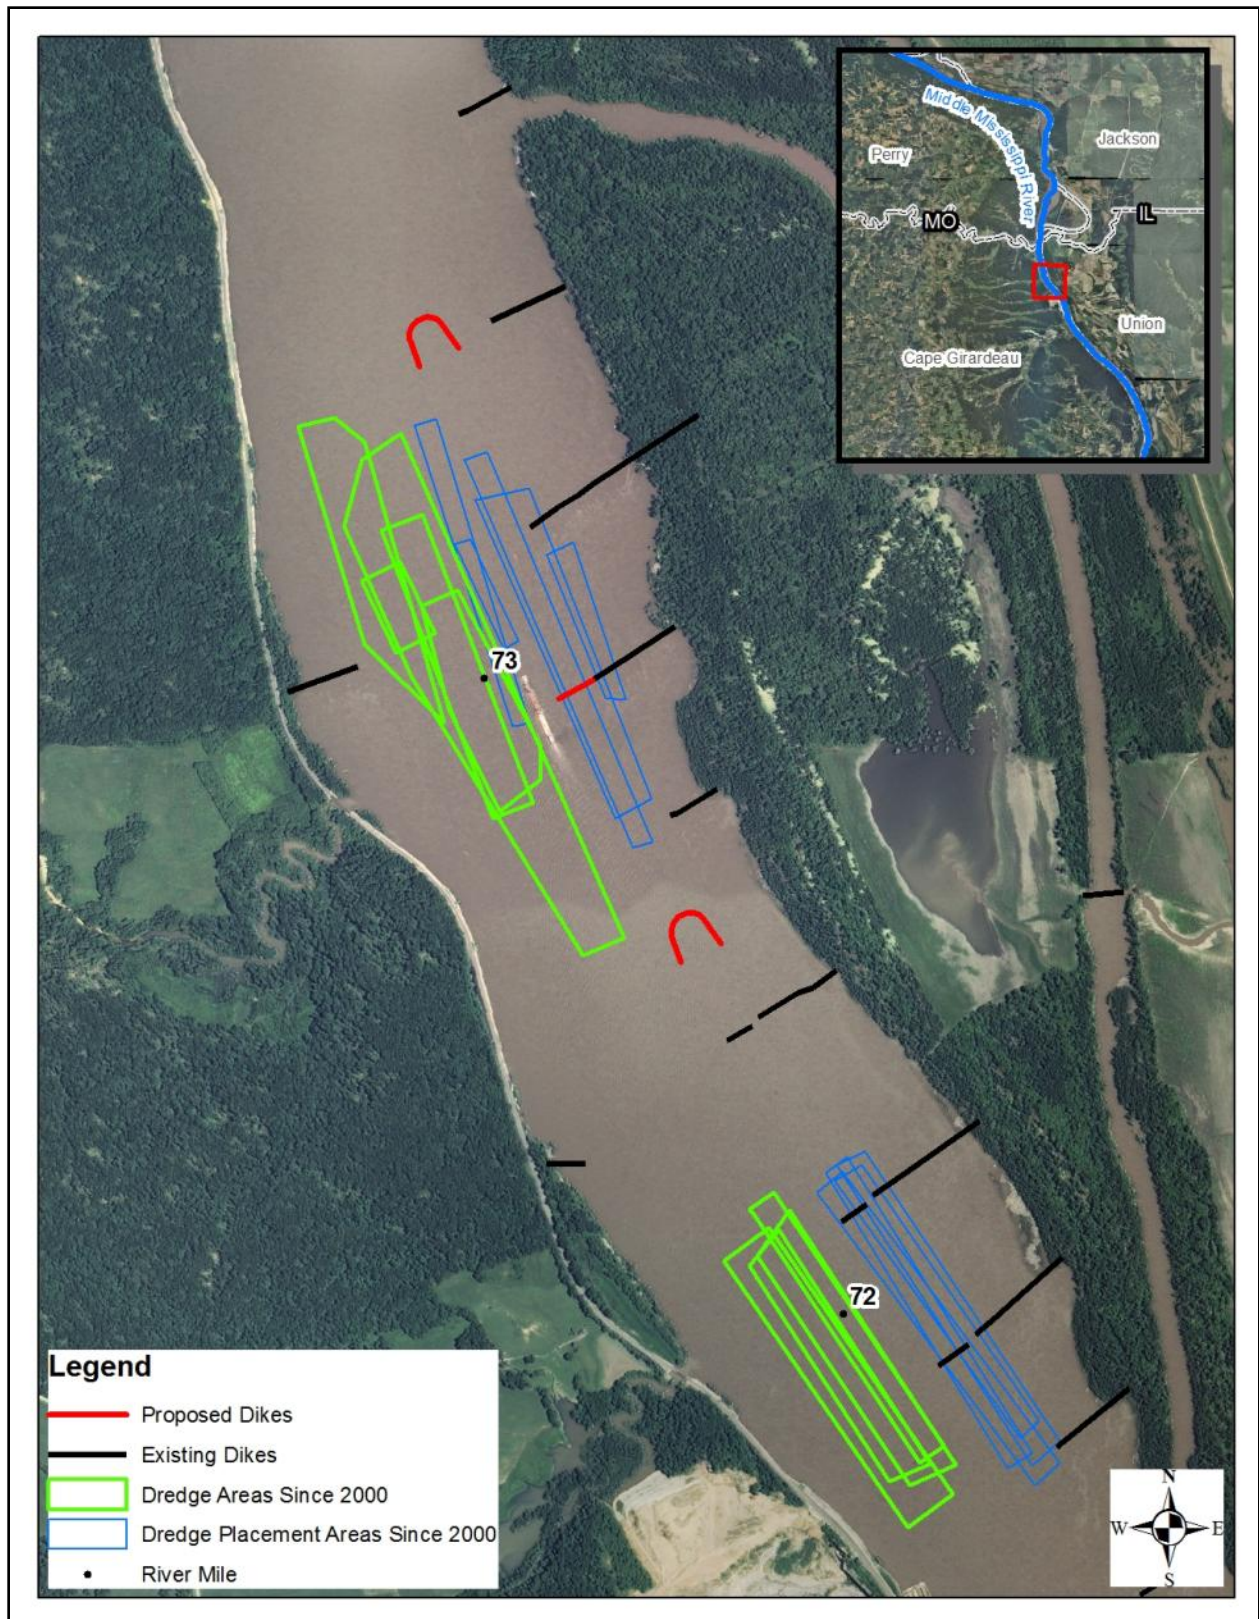 Middle Mississippi River
Jackson
Perry
MO
IL
Union
Cape Girardeau
73
72
Legend
Proposed Dikes
Existing Dikes
Dredge Areas Since 2000
Dredge Placement Areas Since 2000
River Mile
N
W E
S